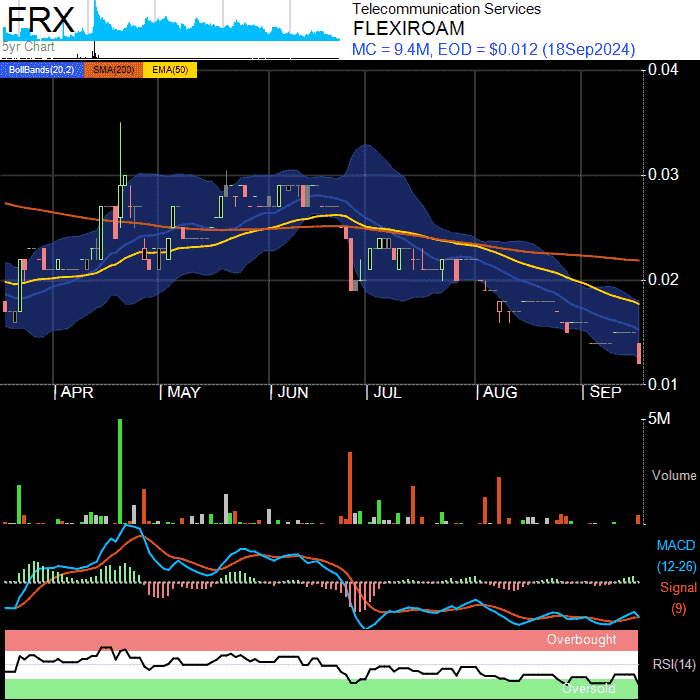 FRX
5yr Chart
Telecommunication Services
FLEXIROAM
MC = 9.4M, EOD = $0.012 (18Sep2024)
BollBands(20,2) SMA(200) EMA(50)
0.04
0.03
0.02
0.01
APR MAY JUN JUL AUG SEP
5M
Volume
MACD
(12-26)
Signal
(9)
Overbought
RSI(14)
Oversold